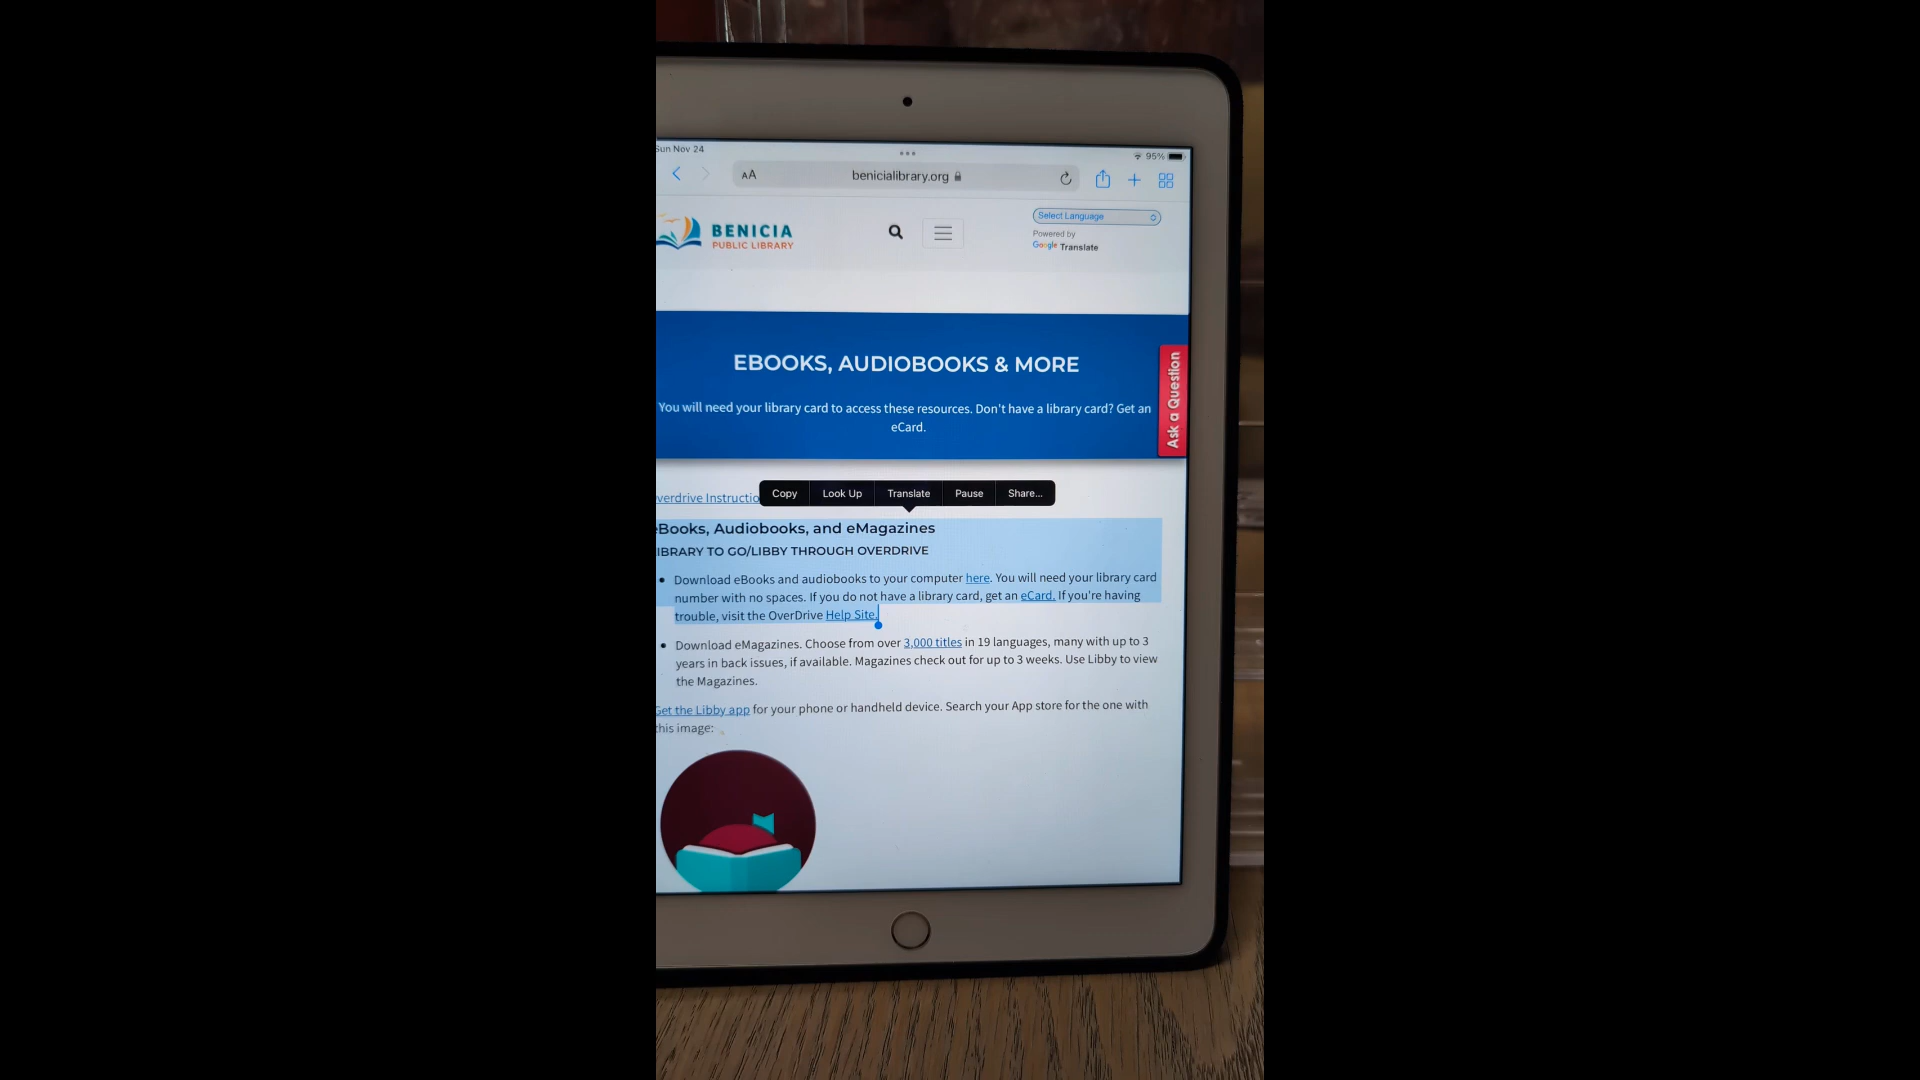 Sun Nov 24
95%
AA
benicialibrary.org
BENICIA
PUBLIC LIBRARY
Select Language
Powered by
Google Translate
EBOOKS, AUDIOBOOKS & MORE
You will need your library card to access these resources. Don't have a library card? Get an
eCard.
Ask a Question
verdrive Instructio
Copy Look Up Translate Pause Share...
eBooks, Audiobooks, and eMagazines
IBRARY TO GO/LIBBY THROUGH OVERDRIVE
• Download eBooks and audiobooks to your computer here. You will need your library card
number with no spaces. If you do not have a library card, get an eCard. If you're having
trouble, visit the OverDrive Help Site.
• Download eMagazines. Choose from over 3,000 titles in 19 languages, many with up to 3
years in back issues, if available. Magazines check out for up to 3 weeks. Use Libby to view
the Magazines.
Get the Libby app for your phone or handheld device. Search your App store for the one with
this image: